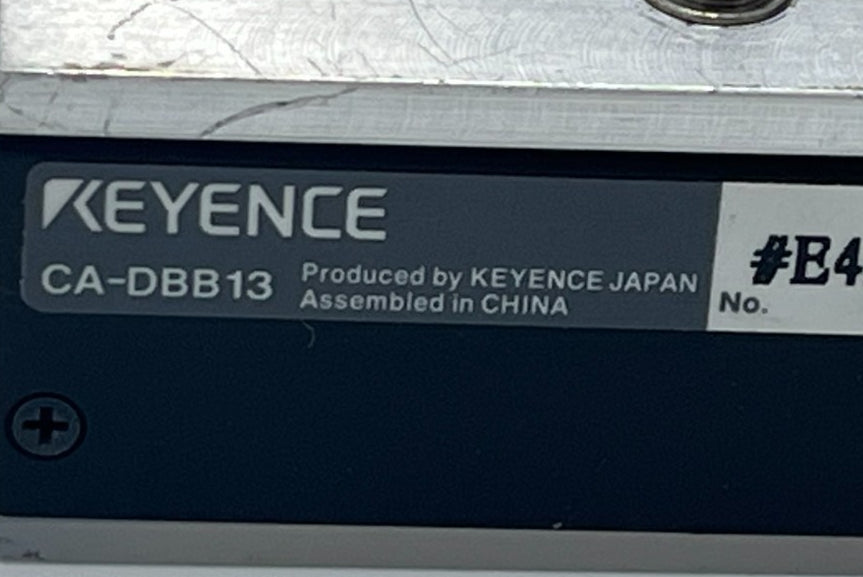 KEYENCE
CA-DBB13
Produced by KEYENCE JAPAN
Assembled in CHINA
No. #E4